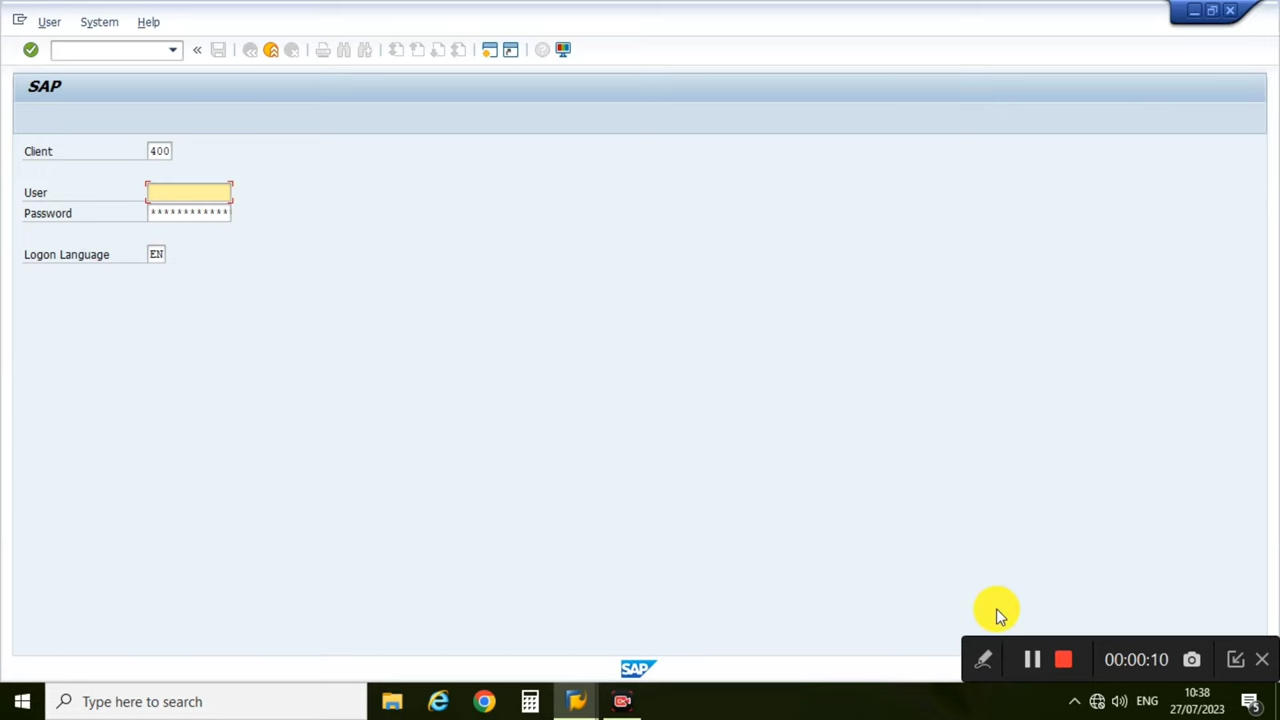 User System Help
SAP
Client 400
User
Password ************
Logon Language EN
SAP
00:00:10
Type here to search
ENG
10:38
27/07/2023
5